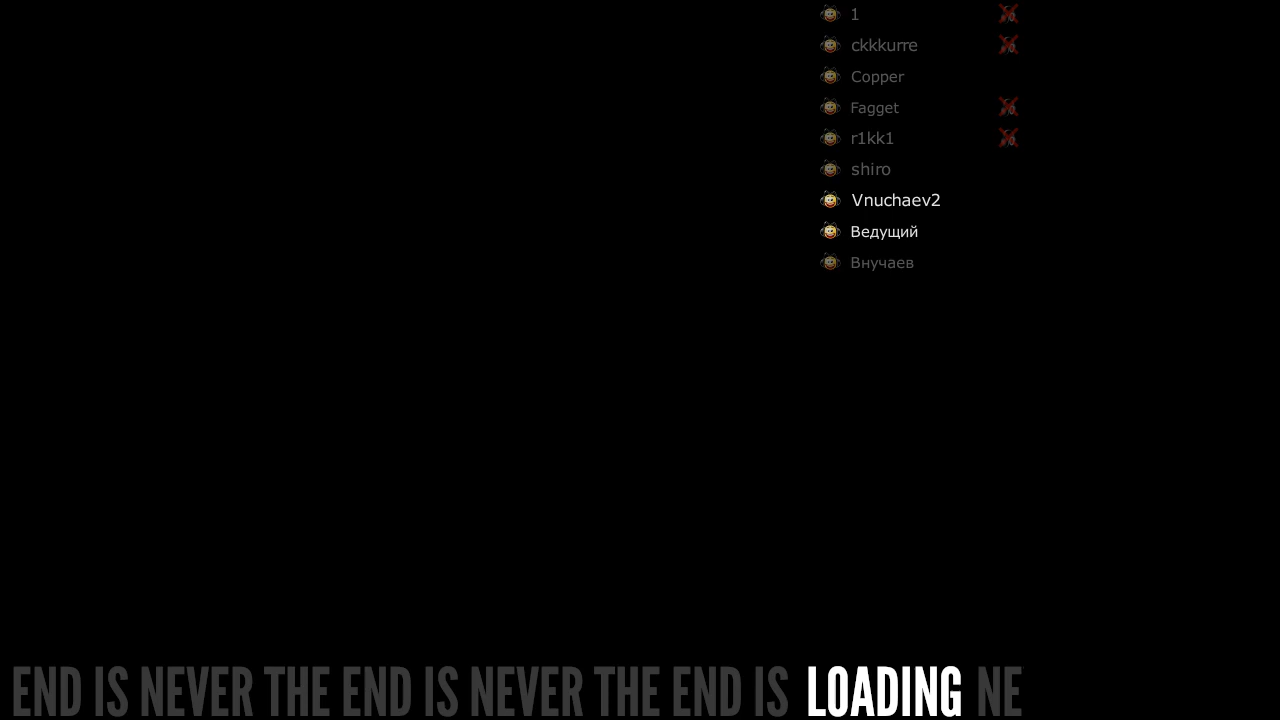 1
ckkkurre
Copper
Fagget
r1kk1
shiro
Vnuchaev2
Ведущий
Внучаев
END IS NEVER THE END IS NEVER THE END IS LOADING NE